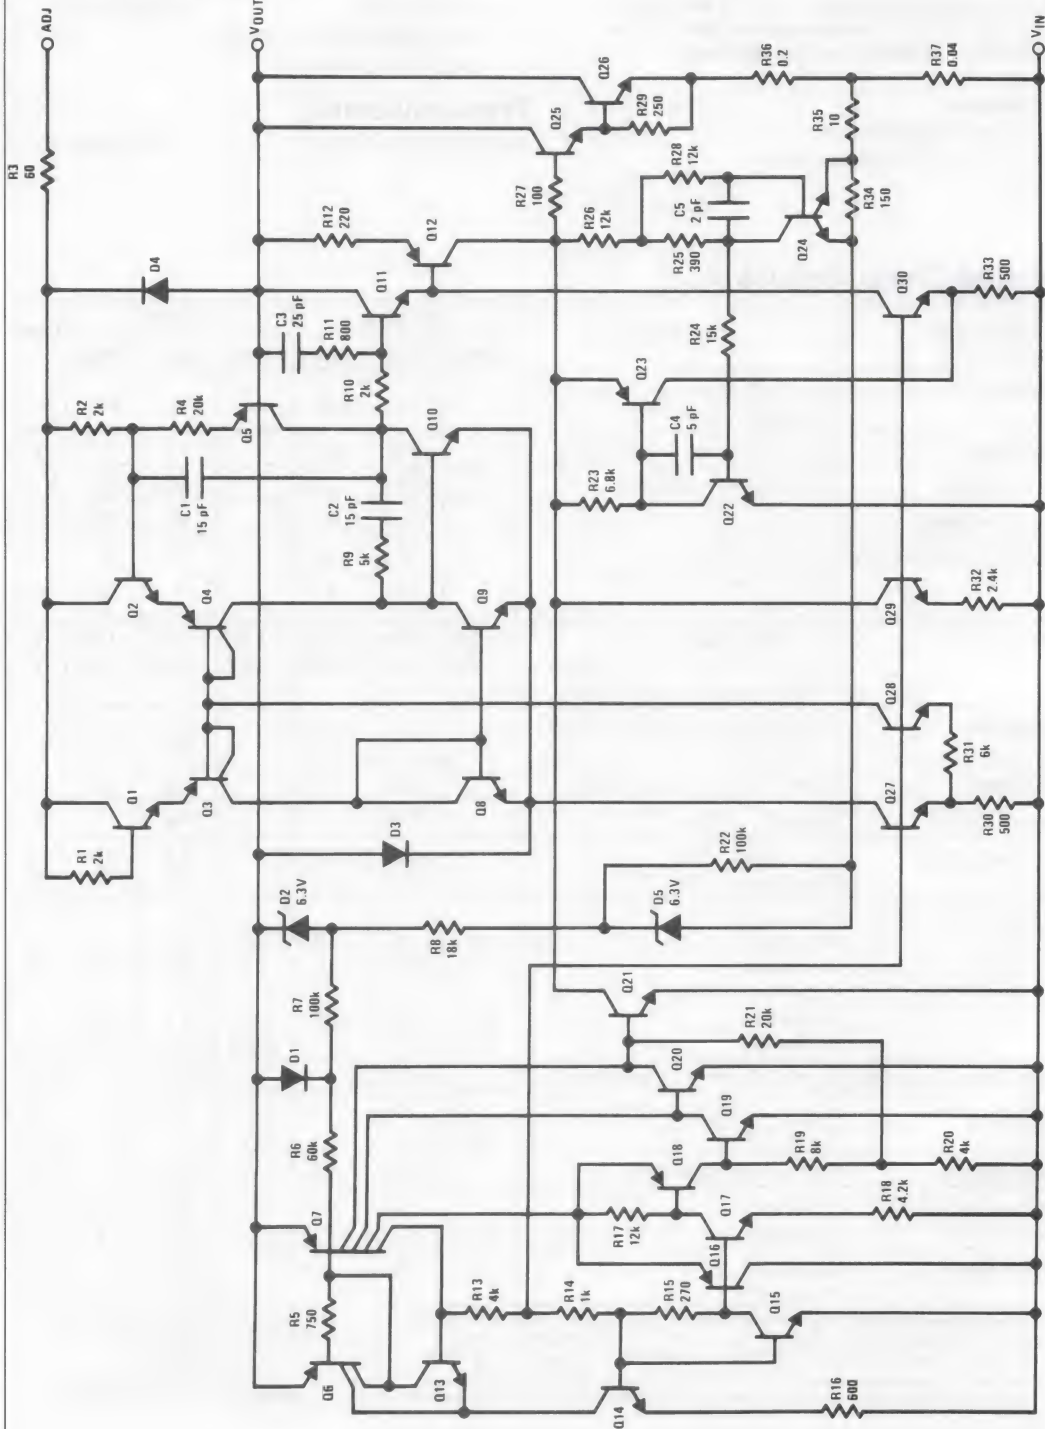 ADJ
VOUT
VIN
R3
60
R36
0.2
R37
0.04
Q26
Q25
R29
250
R35
10
R28
12k
R27
100
R34
150
C5
2 pF
R26
12k
R25
390
Q24
R12
220
Q12
D4
Q11
C3
25 pF
R11
800
Q30
R33
500
R24
15k
R2
2k
R4
20k
R10
2k
Q23
Q5
Q10
C4
5 pF
R23
6.8k
Q22
C1
15 pF
C2
15 pF
R9
5k
Q2
Q4
Q9
Q29
R32
2.4k
Q28
R31
6k
Q1
Q3
Q8
Q27
R30
500
R1
2k
D3
R22
100k
D2
6.3V
R8
18k
D5
6.3V
R7
100k
Q21
D1
R21
20k
Q20
R6
60k
Q19
Q18
R19
8k
R20
4k
Q7
R17
12k
Q17
R18
4.2k
Q16
R5
750
R13
4k
R14
1k
R15
270
Q15
Q6
Q13
Q14
R16
600